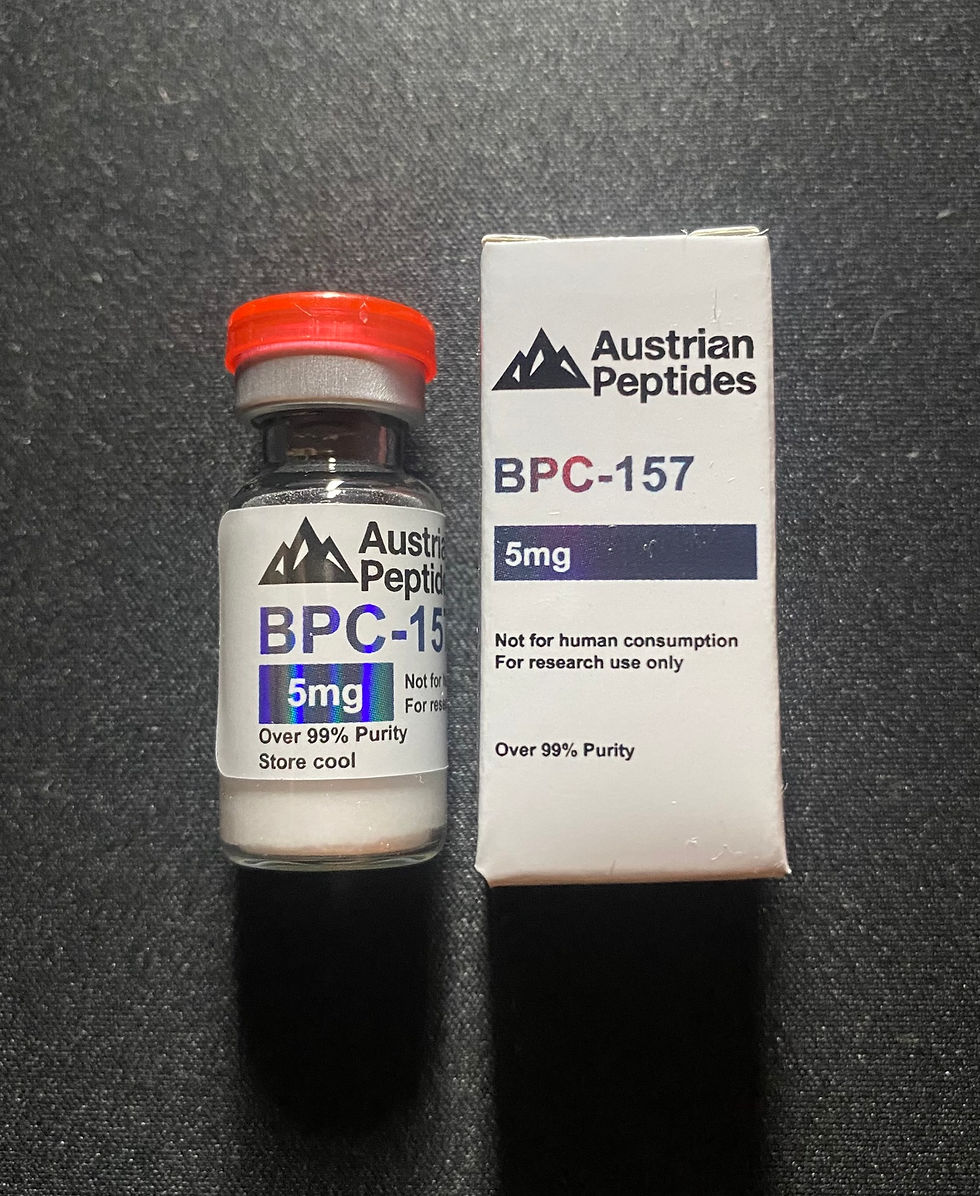 Austria
Peptid
BPC-15
5mg
Not for
For rese
Over 99% Purity
Store cool
Austrian
Peptides
BPC-157
5mg
Not for human consumption
For research use only
Over 99% Purity